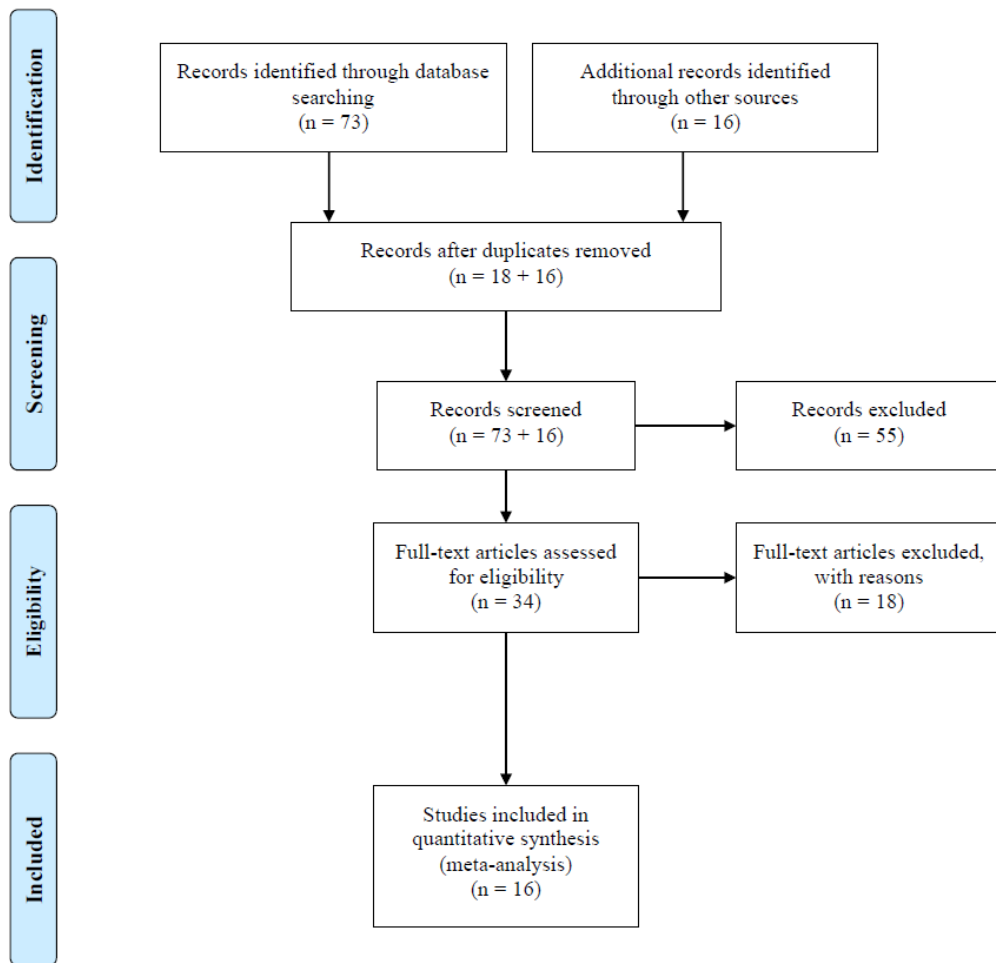 Identification
Records identified through database
searching
(n = 73)
Additional records identified
through other sources
(n = 16)
Records after duplicates removed
(n = 18 + 16)
Screening
Records screened
(n = 73 + 16)
Records excluded
(n = 55)
Eligibility
Full-text articles assessed
for eligibility
(n = 34)
Full-text articles excluded,
with reasons
(n = 18)
Included
Studies included in
quantitative synthesis
(meta-analysis)
(n = 16)